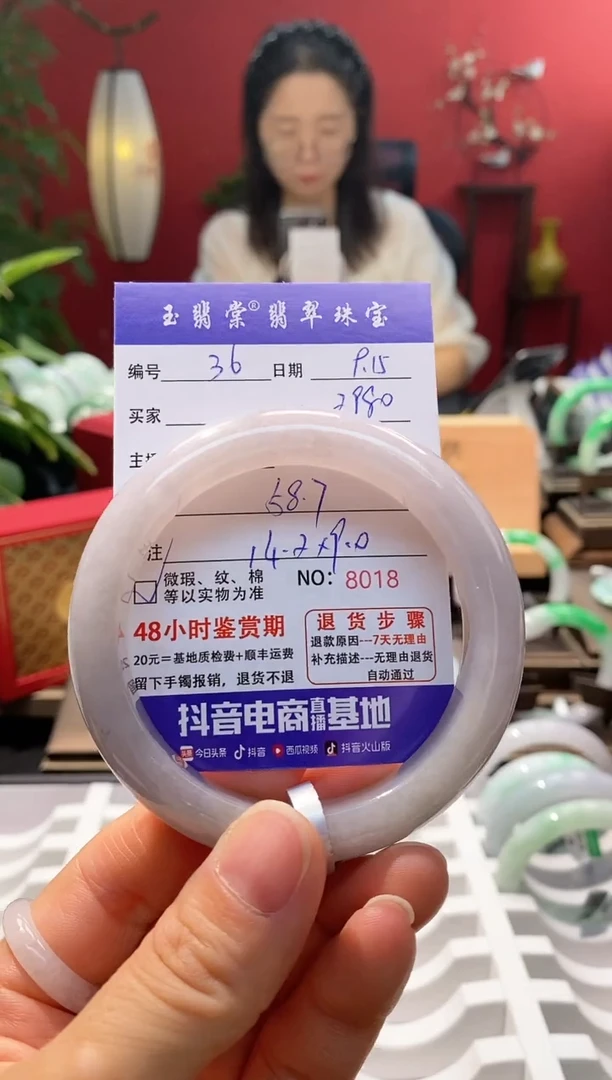 玉翡棠®翡翠珠宝
编号 36 日期 9.15
买家 2980
主
58.7
注 14.2×9.0
微瑕、纹、棉 NO: 8018
等以实物为准
48小时鉴赏期
20元=基地质检费+顺丰运费
留下手镯报销，退货不退
退货步骤
退款原因---7天无理由
补充描述---无理由退货
自动通过
抖音电商直播基地
头条 今日头条 抖音 西瓜视频 抖音火山版